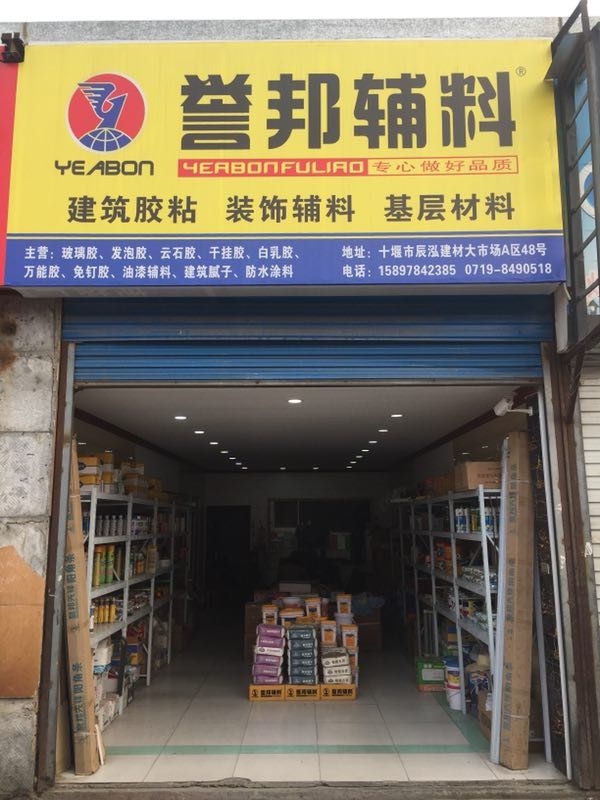 誉邦辅料®
YEABON
YEABONFULIAO 专心做好品质
建筑胶粘 装饰辅料 基层材料
主营：玻璃胶、发泡胶、云石胶、干挂胶、白乳胶、
万能胶、免钉胶、油漆辅料、建筑腻子、防水涂料
地址：十堰市辰泓建材大市场A区48号
电话：15897842385 0719-8490518